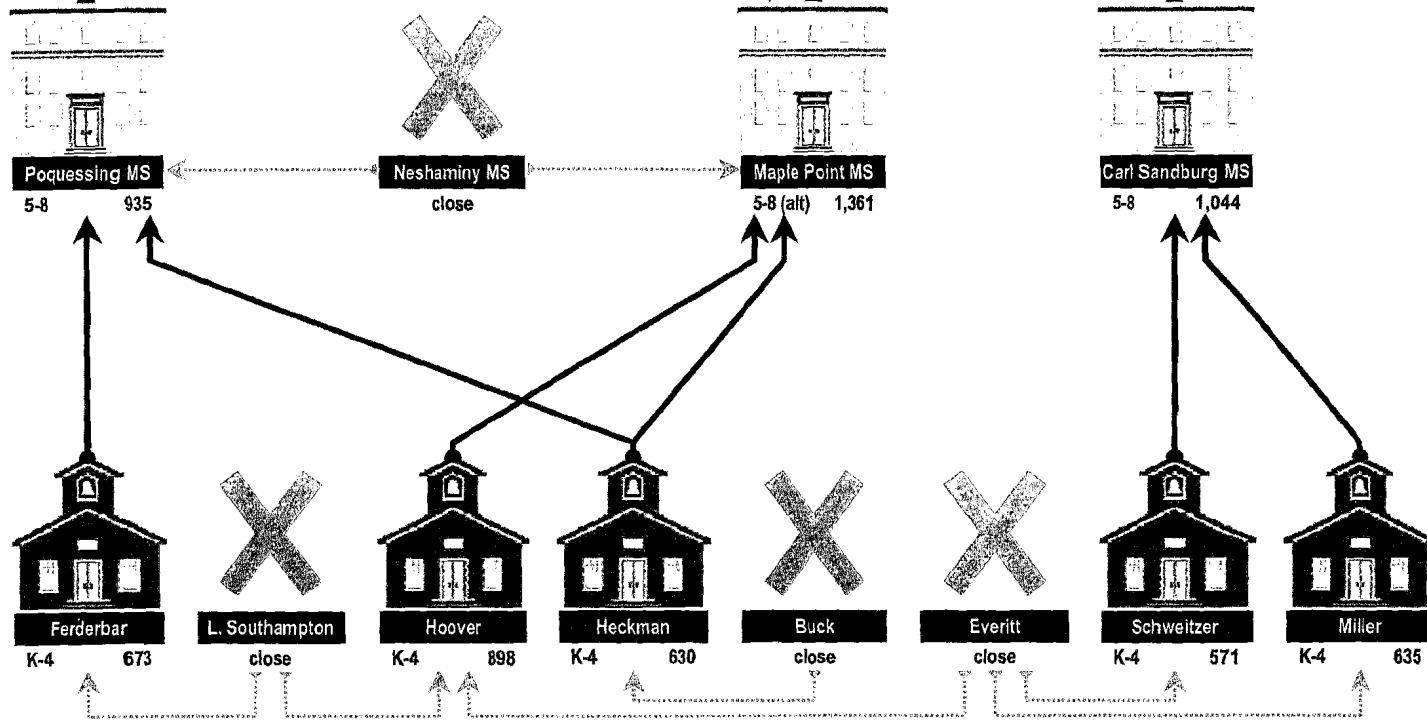 Poquessing MS Neshaminy MS Maple Point MS Carl Sandburg MS
5-8 935 close 5-8 (alt) 1,361 5-8 1,044
Ferderbar L. Southampton Hoover Heckman Buck Everitt Schweitzer Miller
K-4 673 close K-4 898 K-4 630 close close K-4 571 K-4 635